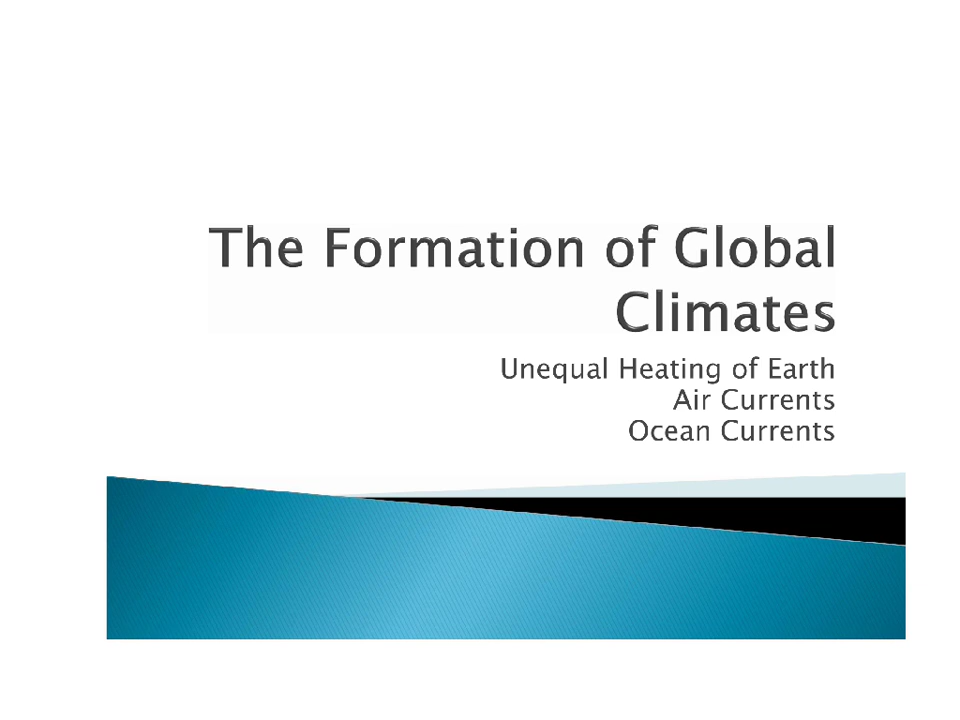 The Formation of Global
Climates
Unequal Heating of Earth
Air Currents
Ocean Currents